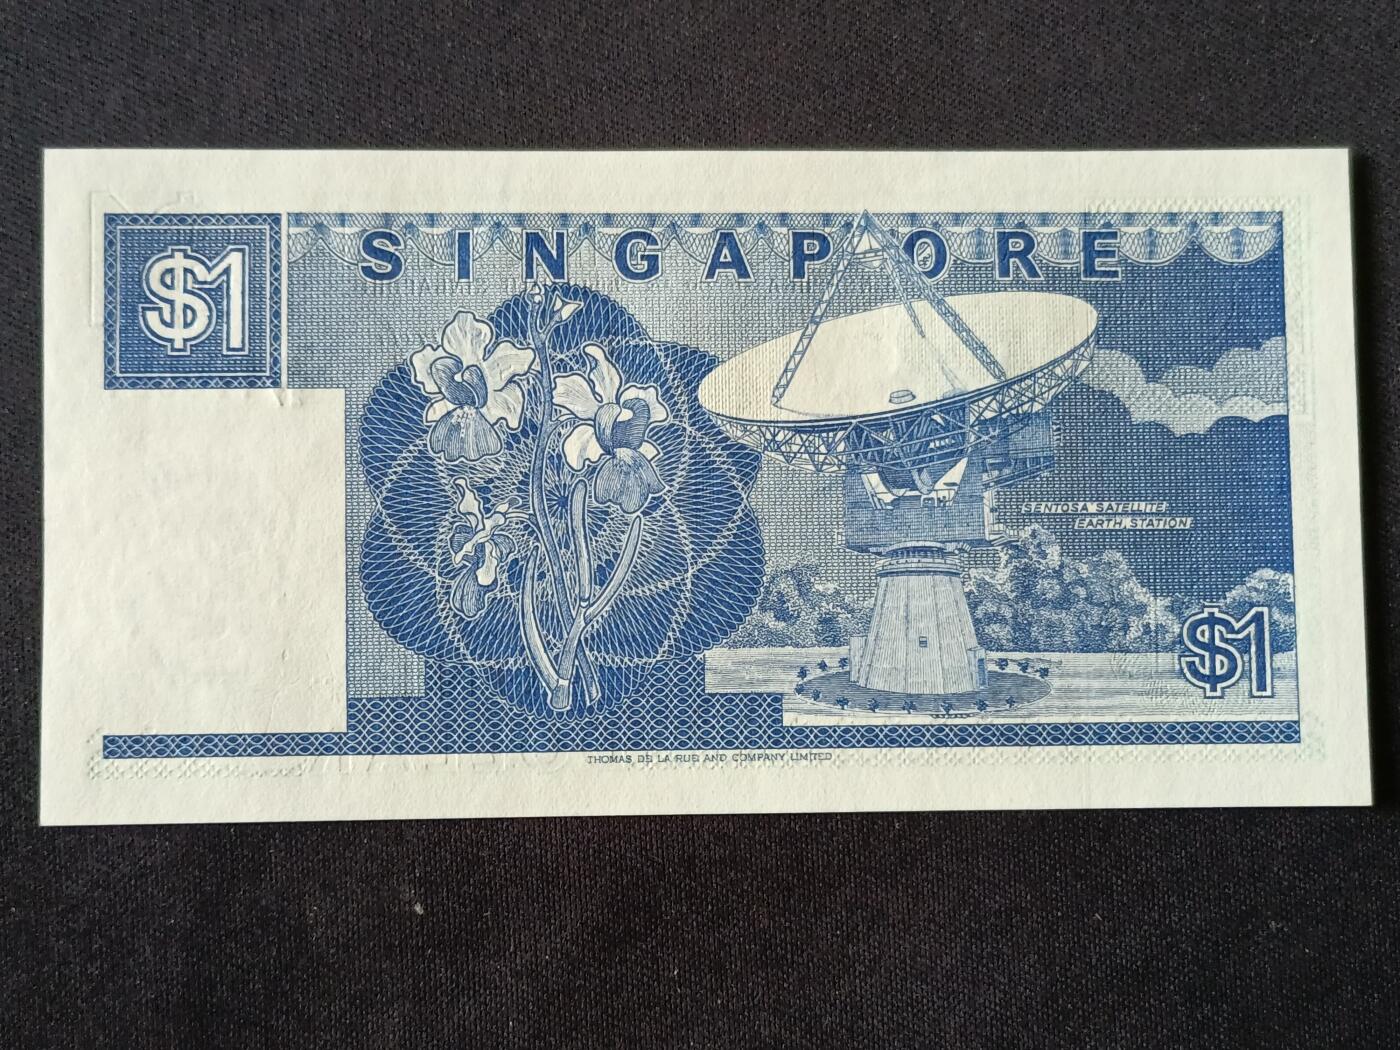 $1
SINGAPORE
SENTOSA SATELLITE
EARTH STATION
$1
THOMAS DE LA RUE AND COMPANY LIMITED